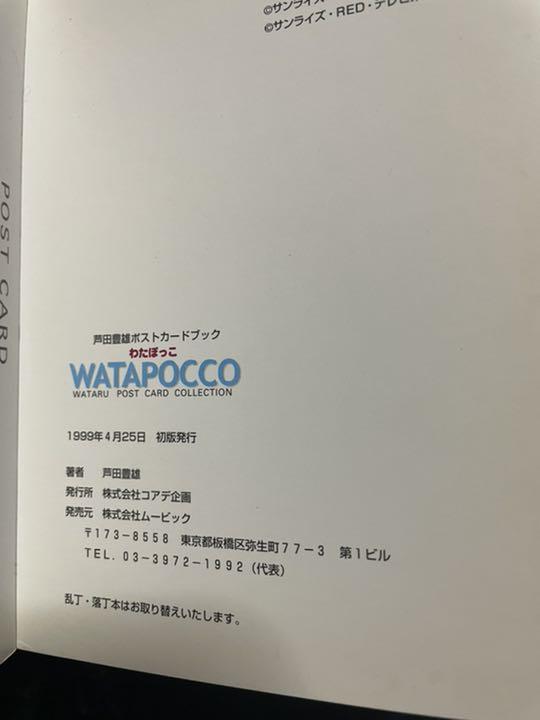 ©サンライズ
©サンライズ・RED・テレビ
POST CARD
芦田豊雄ポストカードブック
わたぽっこ
WATAPOCCO
WATARU POST CARD COLLECTION
1999年4月25日 初版発行
著者 芦田豊雄
発行所 株式会社コアデ企画
発売元 株式会社ムービック
〒173-8558 東京都板橋区弥生町77-3 第1ビル
TEL. 03-3972-1992 (代表)
乱丁・落丁本はお取り替えいたします。